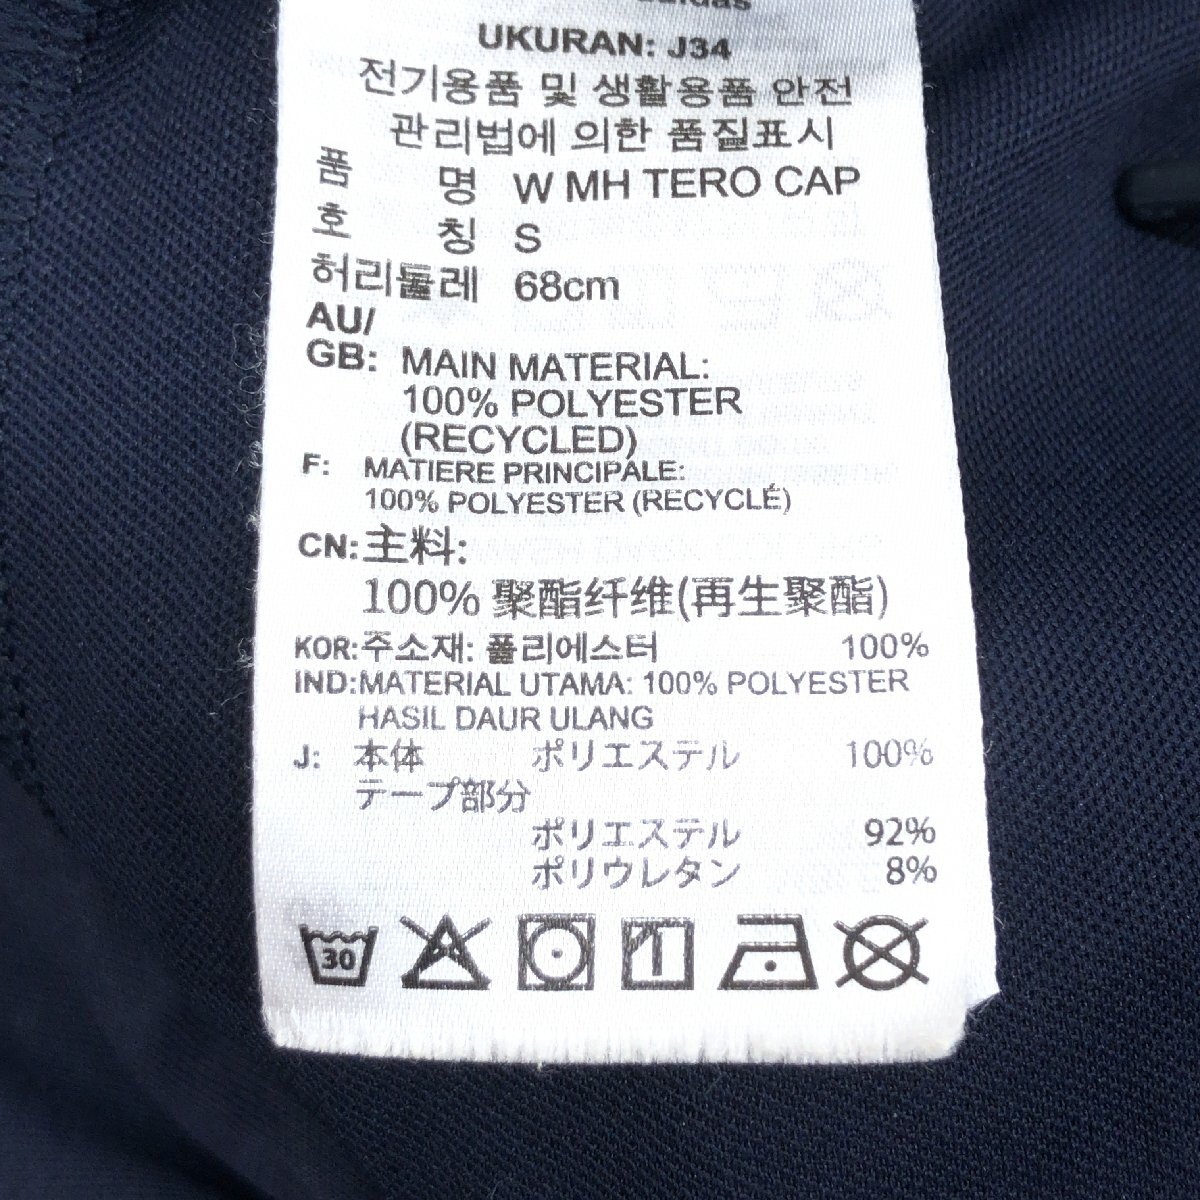 adidas
UKURAN: J34
전기용품 및 생활용품 안전
관리법에 의한 품질표시
품 명 W MH TERO CAP
호 칭 S
허리둘레 68cm
AU/
GB: MAIN MATERIAL:
100% POLYESTER
(RECYCLED)
F: MATIERE PRINCIPALE:
100% POLYESTER (RECYCLÉ)
CN:主料:
100% 聚酯纤维(再生聚酯)
KOR:주소재: 폴리에스터 100%
IND:MATERIAL UTAMA: 100% POLYESTER
HASIL DAUR ULANG
J: 本体 ポリエステル 100%
テープ部分
ポリエステル 92%
ポリウレタン 8%
30